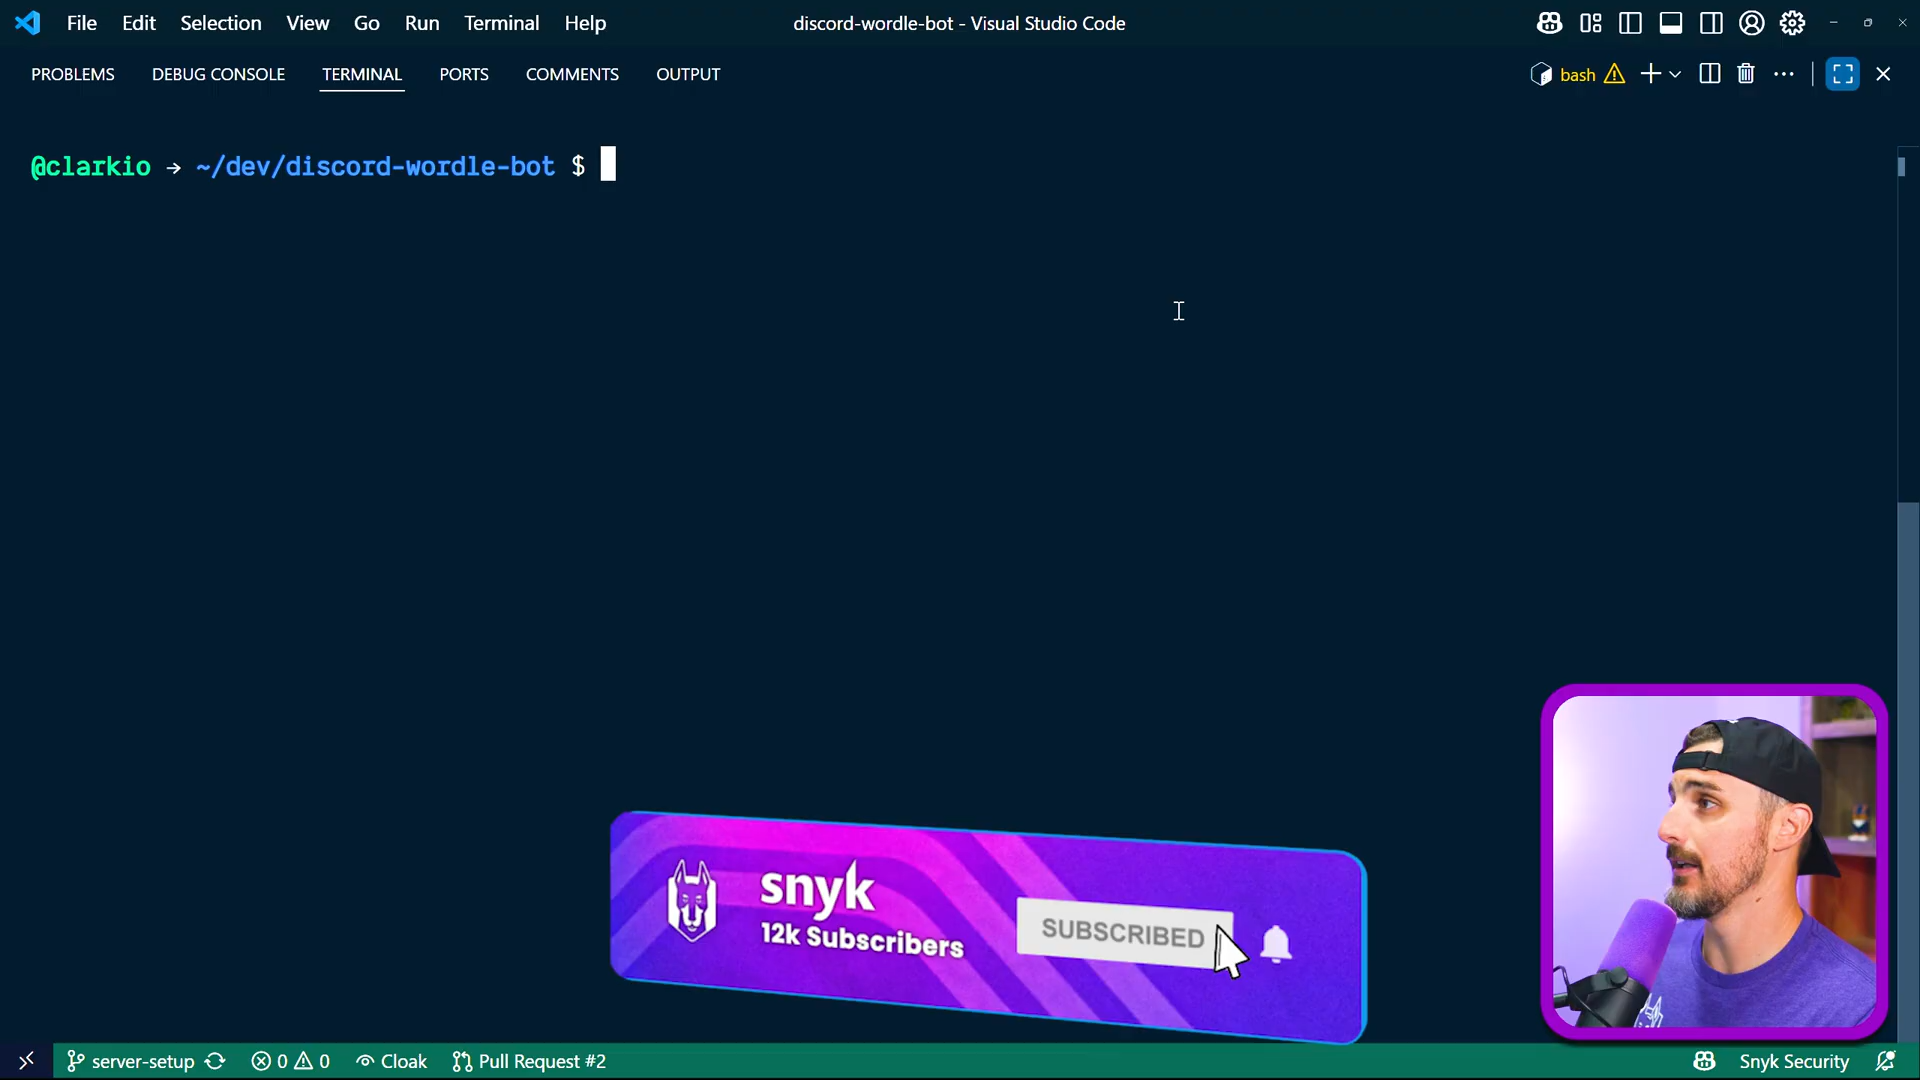 File Edit Selection View Go Run Terminal Help
discord-wordle-bot - Visual Studio Code
PROBLEMS DEBUG CONSOLE TERMINAL PORTS COMMENTS OUTPUT
bash
@clarkio → ~/dev/discord-wordle-bot $
snyk
12k Subscribers
SUBSCRIBED
server-setup 0 0 Cloak Pull Request #2
Snyk Security